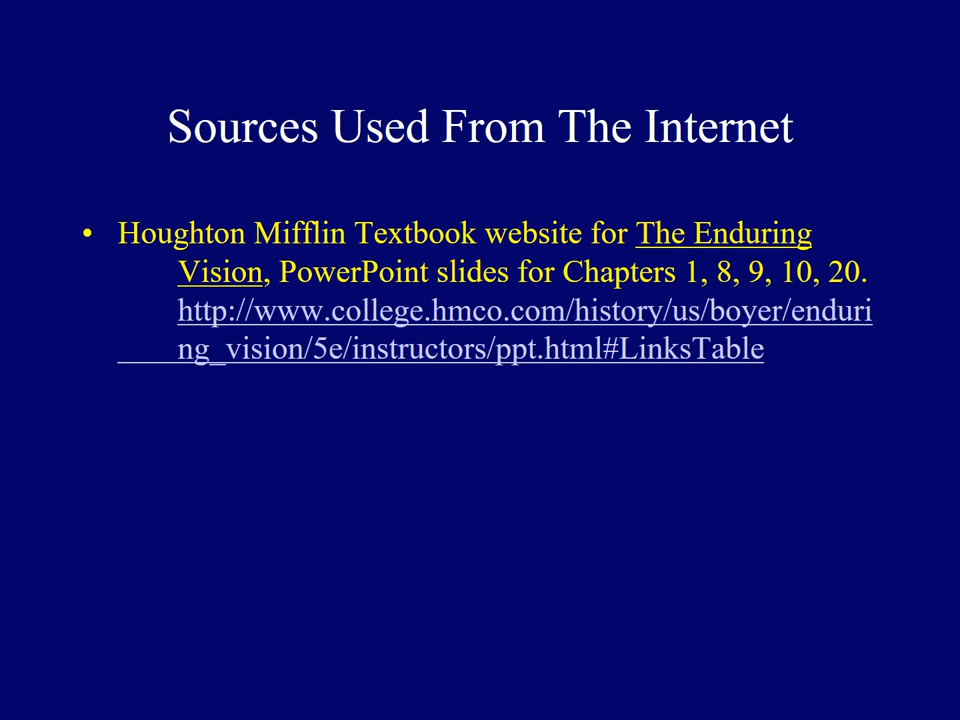 Sources Used From The Internet
• Houghton Mifflin Textbook website for The Enduring
Vision, PowerPoint slides for Chapters 1, 8, 9, 10, 20.
http://www.college.hmco.com/history/us/boyer/enduri
ng_vision/5e/instructors/ppt.html#LinksTable